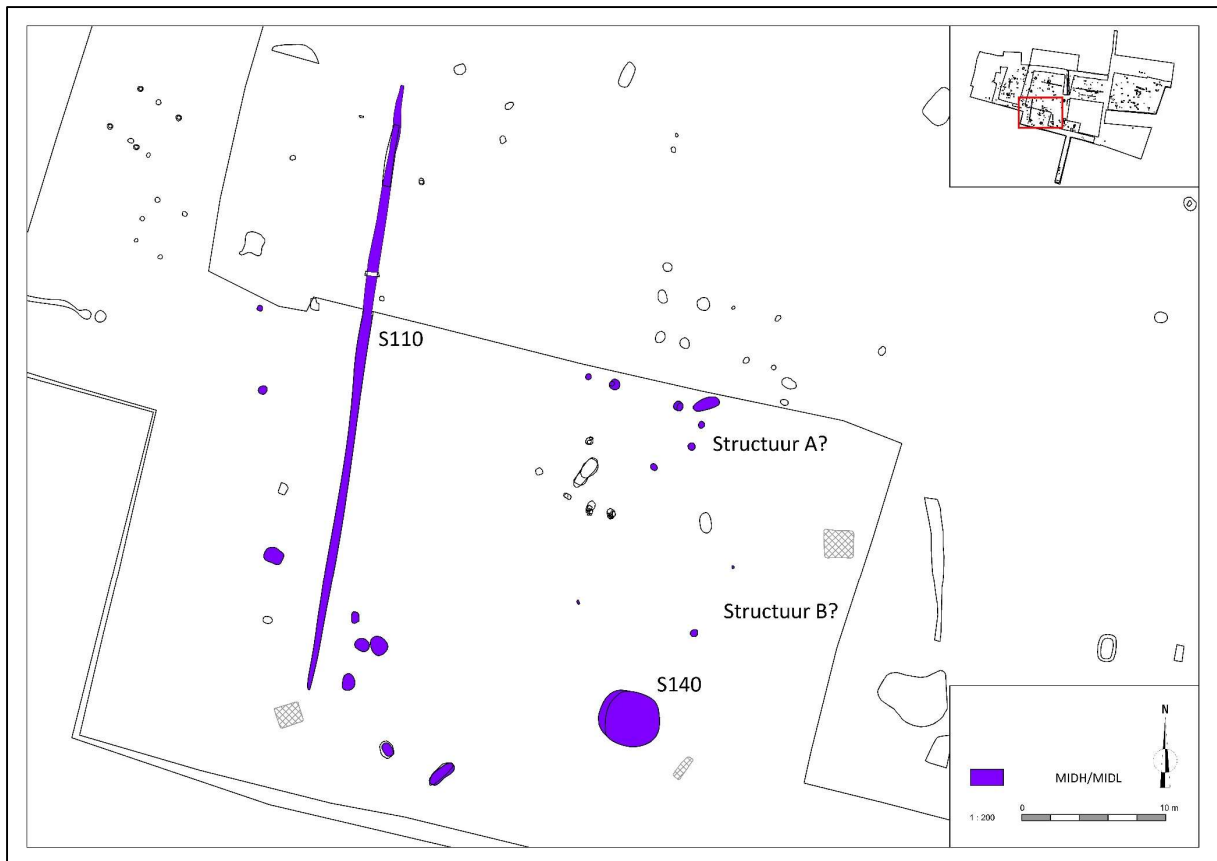 S110
Structuur A?
Structuur B?
S140
N
MIDH/MIDL
0 10 m
1 : 200